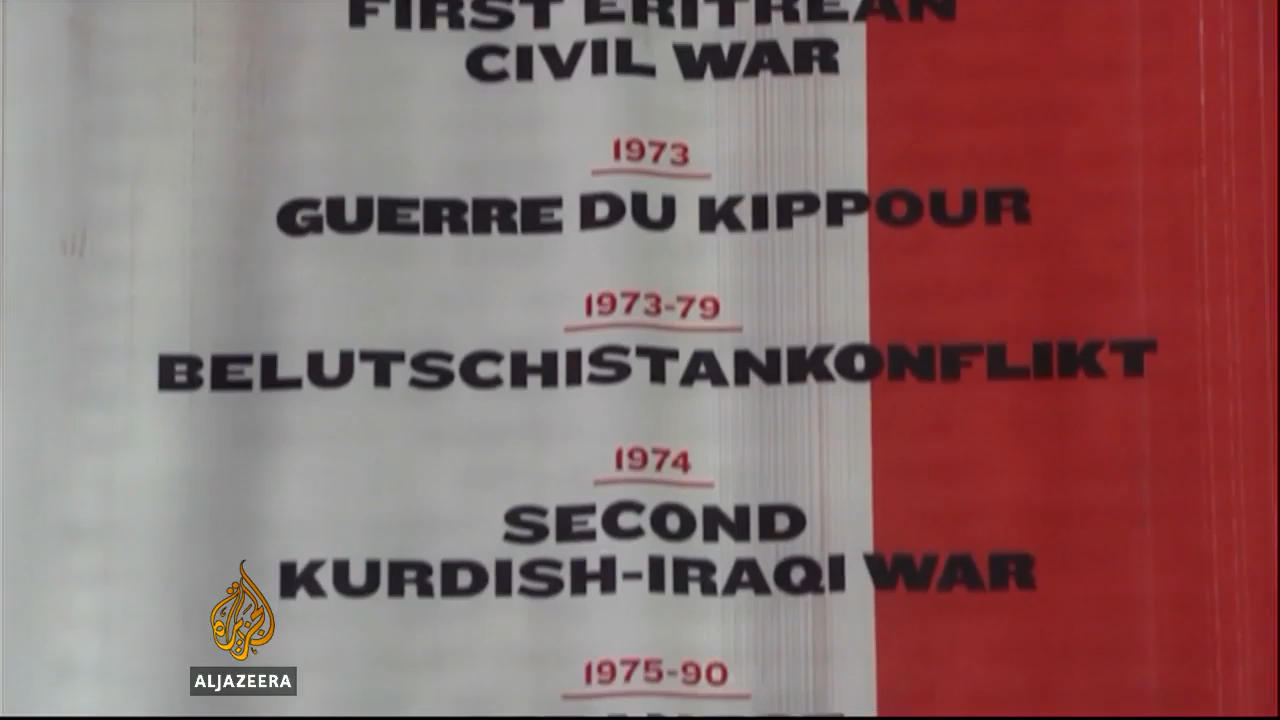 FIRST ERITREAN
CIVIL WAR
1973
GUERRE DU KIPPOUR
1973-79
BELUTSCHISTANKONFLIKT
1974
SECOND
KURDISH-IRAQI WAR
1975-90
الجزيرة
ALJAZEERA